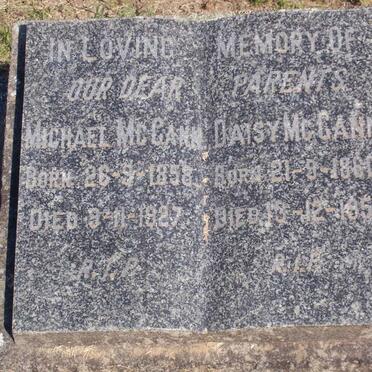 IN LOVING MEMORY OF
OUR DEAR PARENTS
MICHAEL MCCANN DAISY MCCANN
BORN 26-9-1858 BORN 21-8-
DIED 9-11-1927 DIED 13-12-
R.I.P. R.I.P.